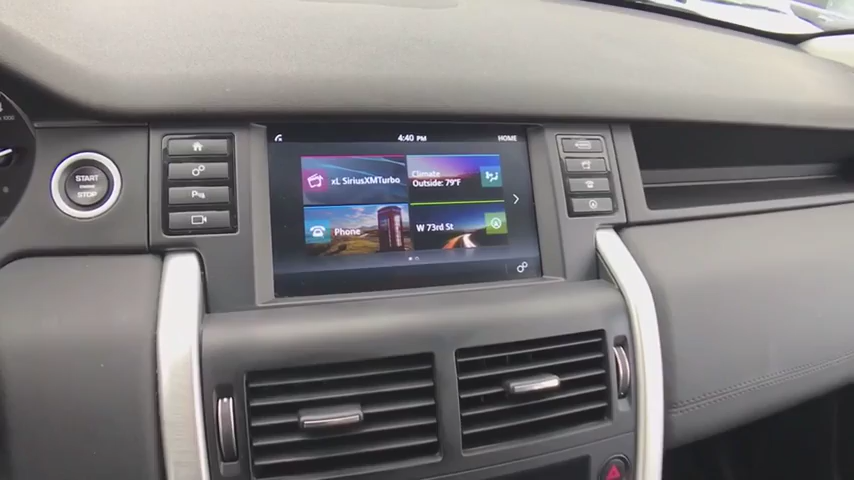 4:40 PM
HOME
START
STOP
xL SiriusXMTurbo
Climate
Outside: 79°F
Phone
W 73rd St